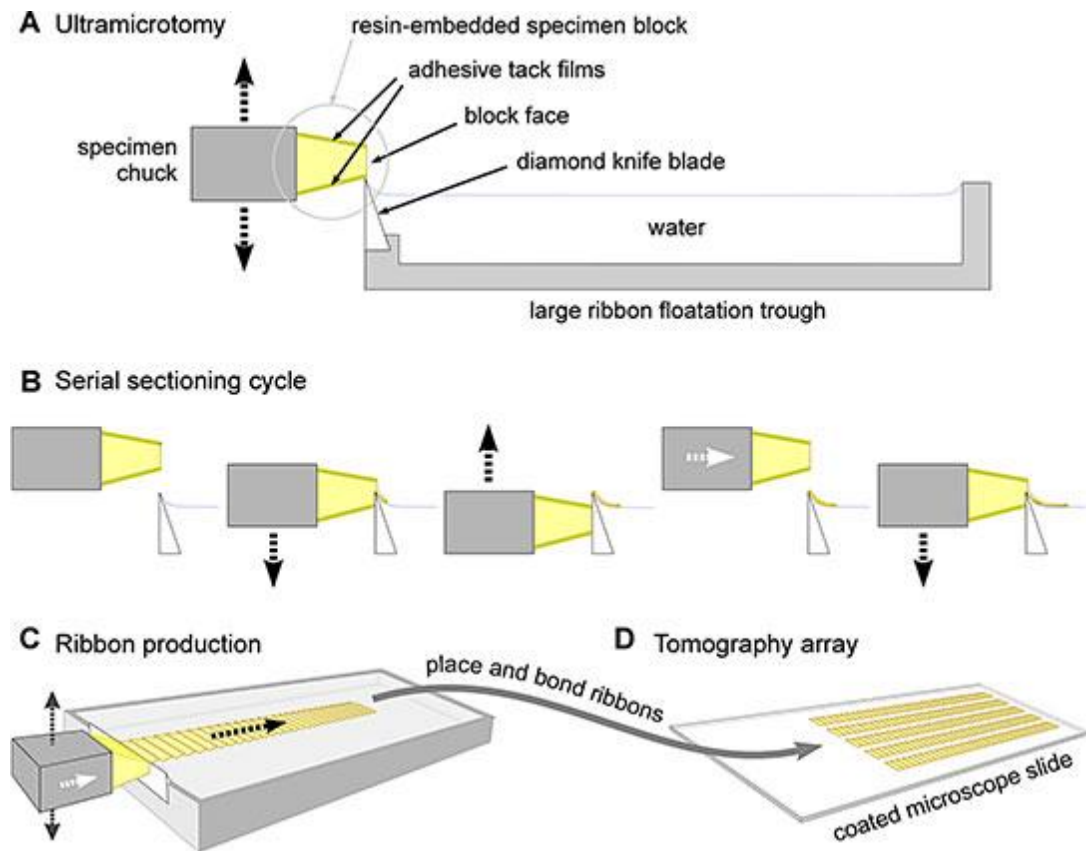 A Ultramicrotomy
resin-embedded specimen block
adhesive tack films
block face
specimen
chuck
diamond knife blade
water
large ribbon floatation trough
B Serial sectioning cycle
C Ribbon production
place and bond ribbons
D Tomography array
coated microscope slide